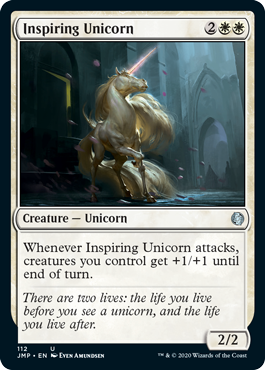 Inspiring Unicorn 2
Creature — Unicorn
Whenever Inspiring Unicorn attacks,
creatures you control get +1/+1 until
end of turn.
There are two lives: the life you live
before you see a unicorn, and the life
you live after.
2/2
112 U
JMP • EN Even Amundsen ™ & © 2020 Wizards of the Coast